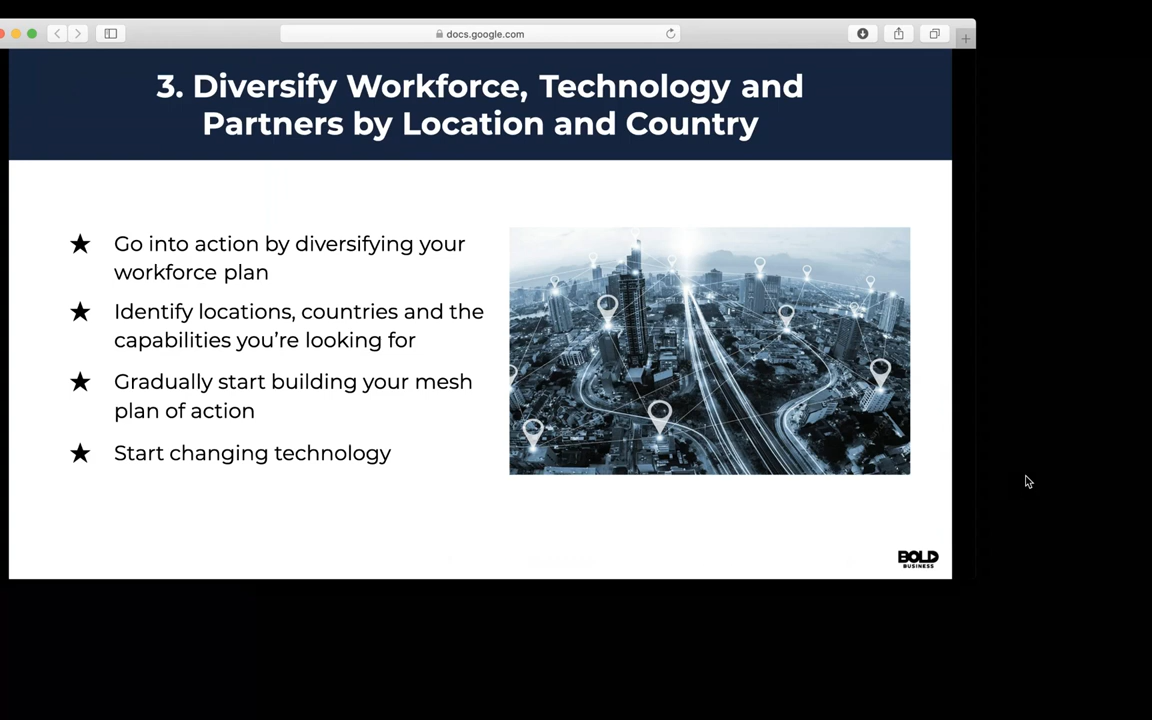 docs.google.com
3. Diversify Workforce, Technology and
Partners by Location and Country
★ Go into action by diversifying your
workforce plan
★ Identify locations, countries and the
capabilities you’re looking for
★ Gradually start building your mesh
plan of action
★ Start changing technology
BOLD
BUSINESS